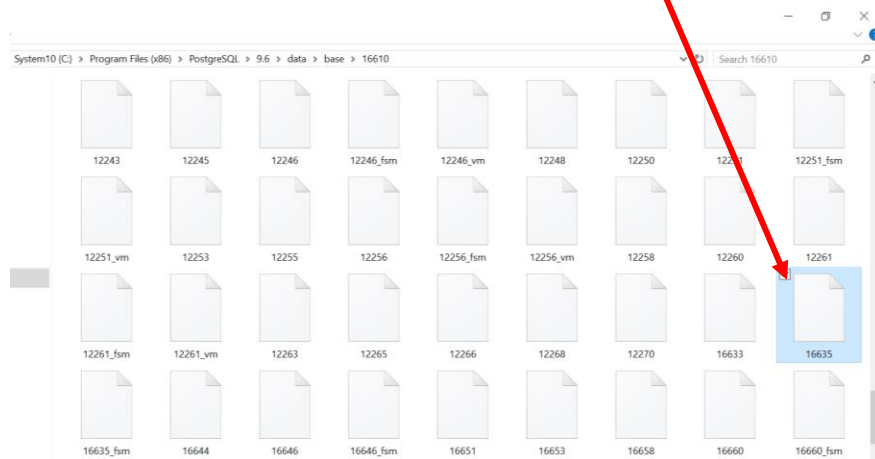 System10 (C:) > Program Files (x86) > PostgreSQL > 9.6 > data > base > 16610
Search 16610
12243 12245 12246 12246_fsm 12246_vm 12248 12250 12251_fsm
12251_vm 12253 12255 12256 12256_fsm 12256_vm 12258 12260 12261
12261_fsm 12261_vm 12263 12265 12266 12268 12270 16633 16635
16635_fsm 16644 16646 16646_fsm 16651 16653 16658 16660 16660_fsm